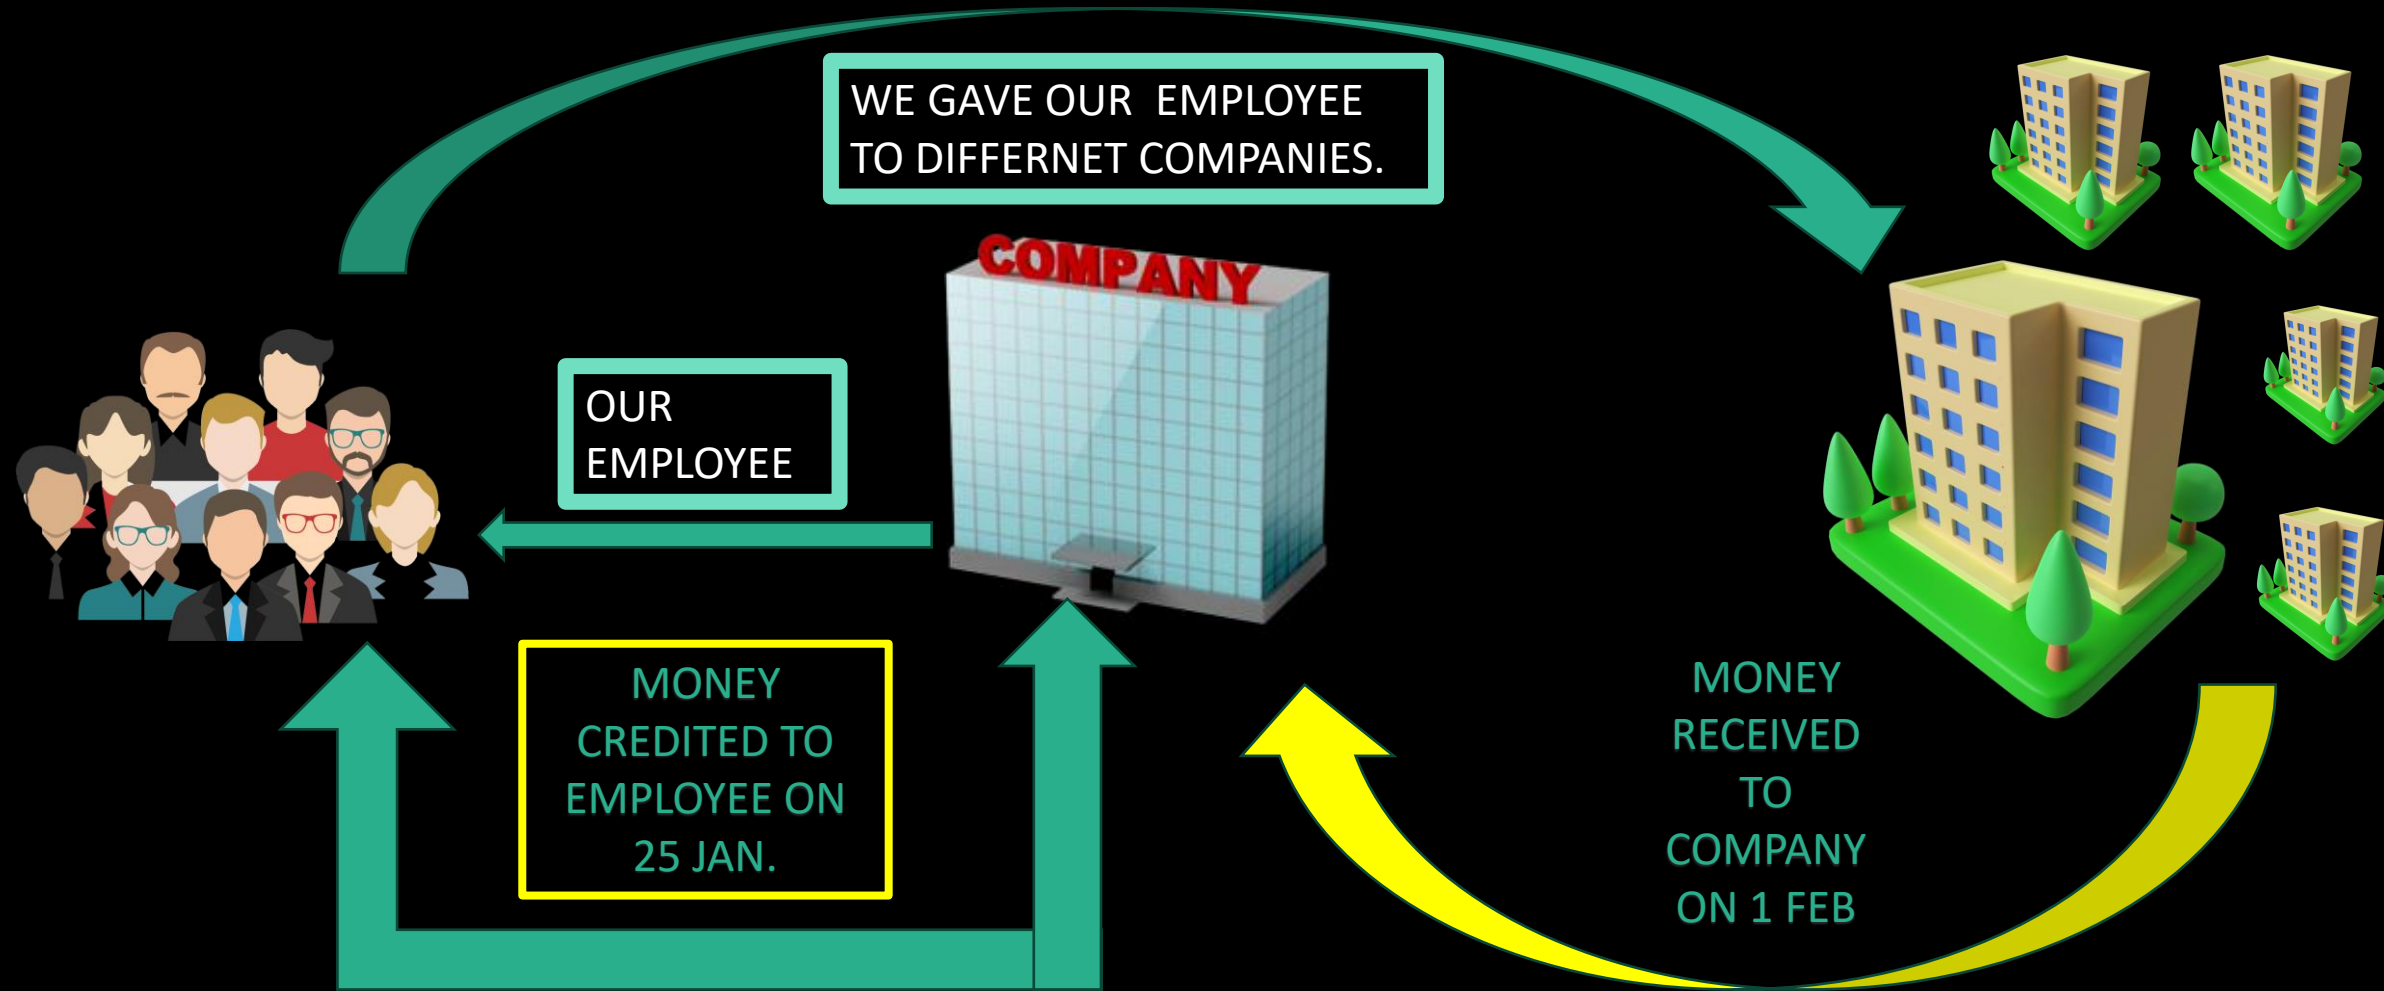 WE GAVE OUR EMPLOYEE
TO DIFFERNET COMPANIES.
COMPANY
OUR
EMPLOYEE
MONEY
CREDITED TO
EMPLOYEE ON
25 JAN.
MONEY
RECEIVED
TO
COMPANY
ON 1 FEB